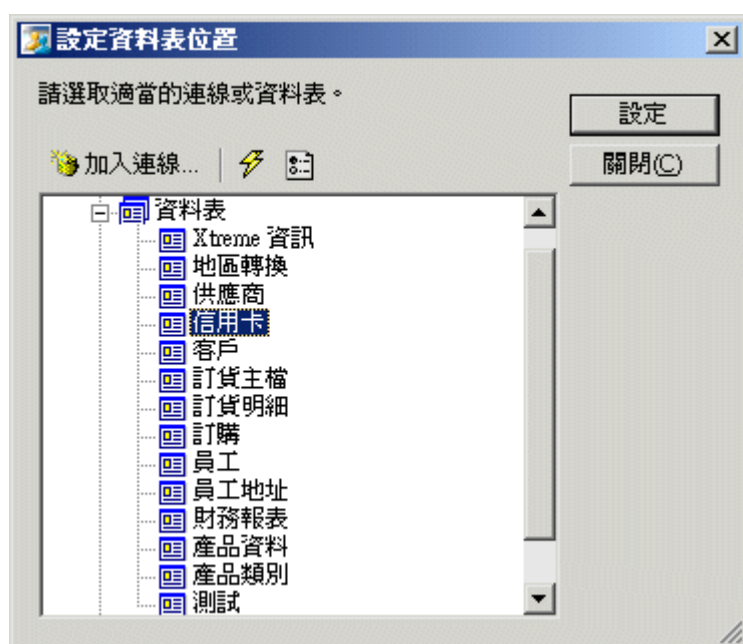 設定資料表位置
請選取適當的連線或資料表。
設定
加入連線...
關閉(C)
資料表
Xtreme 資訊
地區轉換
供應商
信用卡
客戶
訂貨主檔
訂貨明細
訂購
員工
員工地址
財務報表
產品資料
產品類別
測試